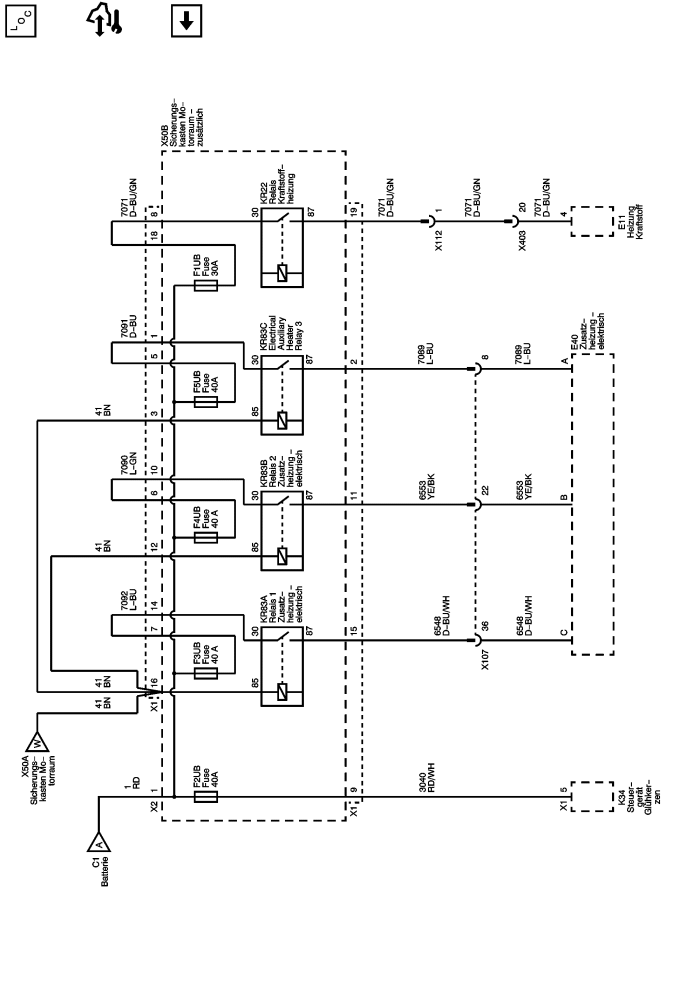 LOC
X50B
Sicherungs–
kasten Mo–
torraum –
zusätzlich
7071
D–BU/GN
8
18
F1UB
Fuse
30A
30
KR22
Relais
Kraftstoff–
heizung
87
19
7071
D–BU/GN
1
X112
7071
D–BU/GN
20
X403
7071
D–BU/GN
4
E11
Heizung
Kraftstoff
7091
D–BU
1
5
F5UB
Fuse
40A
30
85
KR83C
Electrical
Auxiliary
Heater
Relay 3
87
2
7089
L–BU
8
7089
L–BU
A
E40
Zusatz–
heizung –
elektrisch
41
BN
3
7090
L–GN
10
6
F4UB
Fuse
40 A
30
85
KR83B
Relais 2
Zusatz–
heizung –
elektrisch
87
11
6553
YE/BK
22
6553
YE/BK
B
41
BN
12
7092
L–BU
14
7
F3UB
Fuse
40 A
30
85
KR83A
Relais 1
Zusatz–
heizung –
elektrisch
87
15
6548
D–BU/WH
36
X107
6548
D–BU/WH
C
41
BN
16
X1
41
BN
W
X50A
Sicherungs–
kasten Mo–
torraum
1
RD
1
X2
F2UB
Fuse
40A
9
X1
3040
RD/WH
5
X1
K34
Steuer–
gerät
Glühker–
zen
A
C1
Batterie